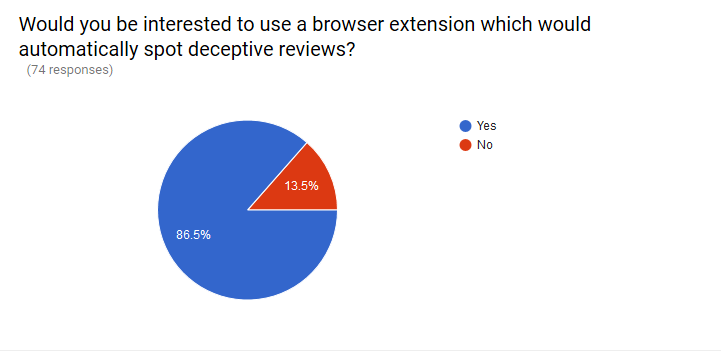 Would you be interested to use a browser extension which would
automatically spot deceptive reviews?
(74 responses)
Yes
No
13.5%
86.5%